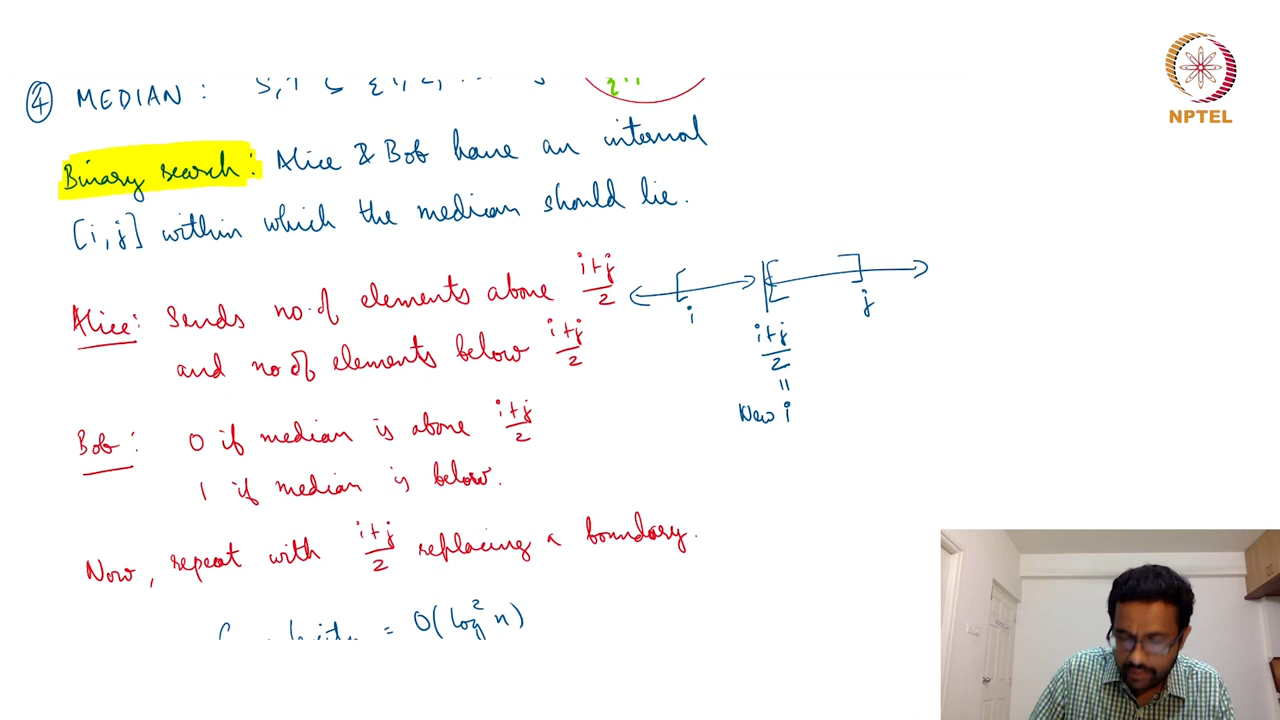 ④ MEDIAN :
Binary search : Alice & Bob have an interval
[i, j] within which the median should lie.
Alice: Sends no. of elements above i+j/2
and no. of elements below i+j/2
Bob : 0 if median is above i+j/2
1 if median is below.
Now, repeat with i+j/2 replacing a boundary.
= O(log² n)
i
j
i+j/2
=
New i
NPTEL